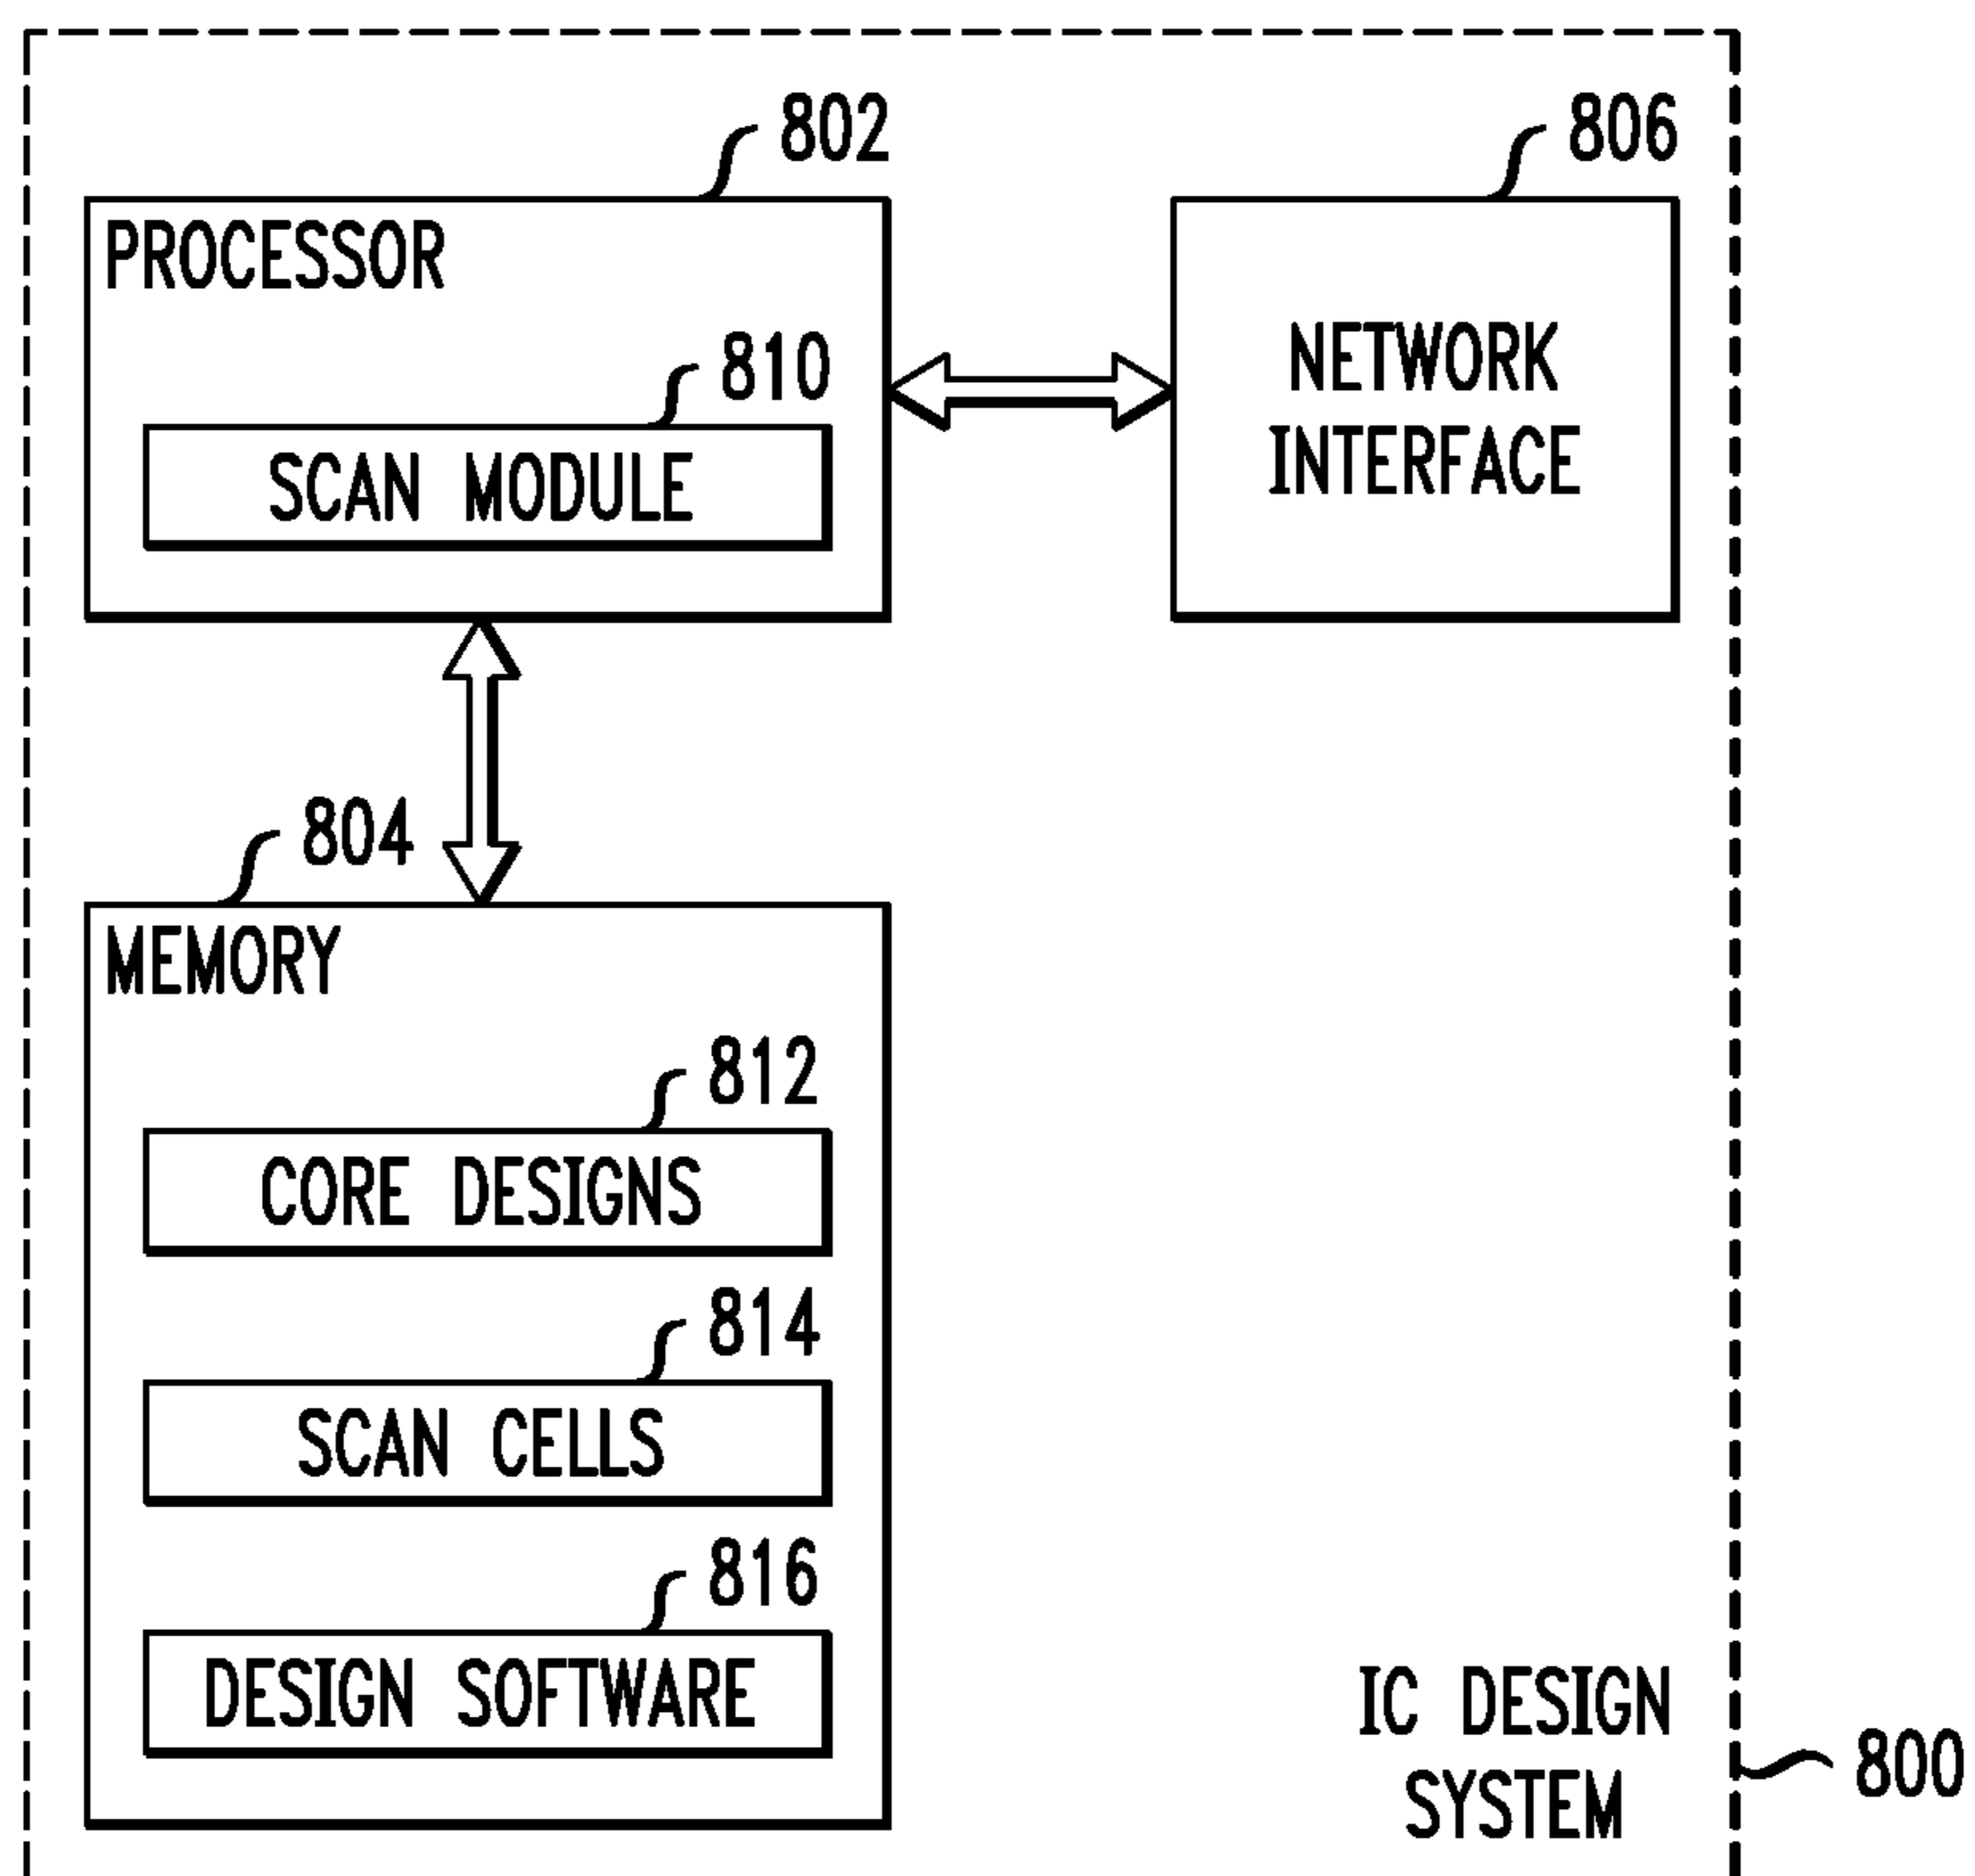 802
806
PROCESSOR
810
SCAN MODULE
NETWORK
INTERFACE
804
MEMORY
812
CORE DESIGNS
814
SCAN CELLS
816
DESIGN SOFTWARE
IC DESIGN
SYSTEM
800